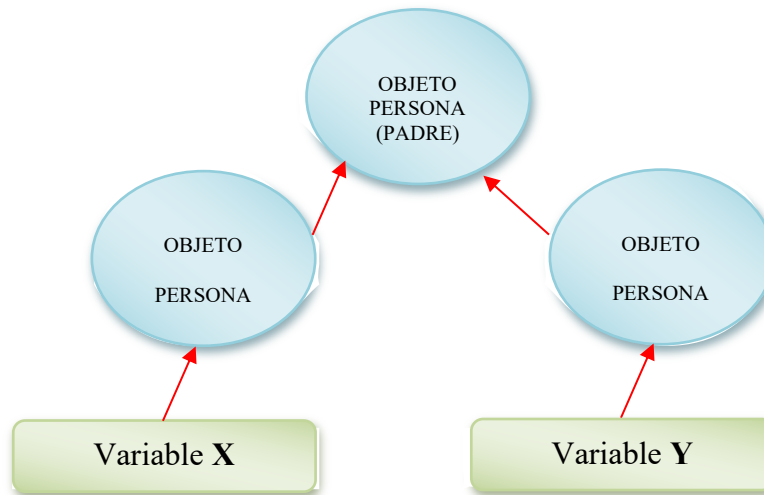 OBJETO
PERSONA
(PADRE)
OBJETO
PERSONA
OBJETO
PERSONA
Variable X
Variable Y